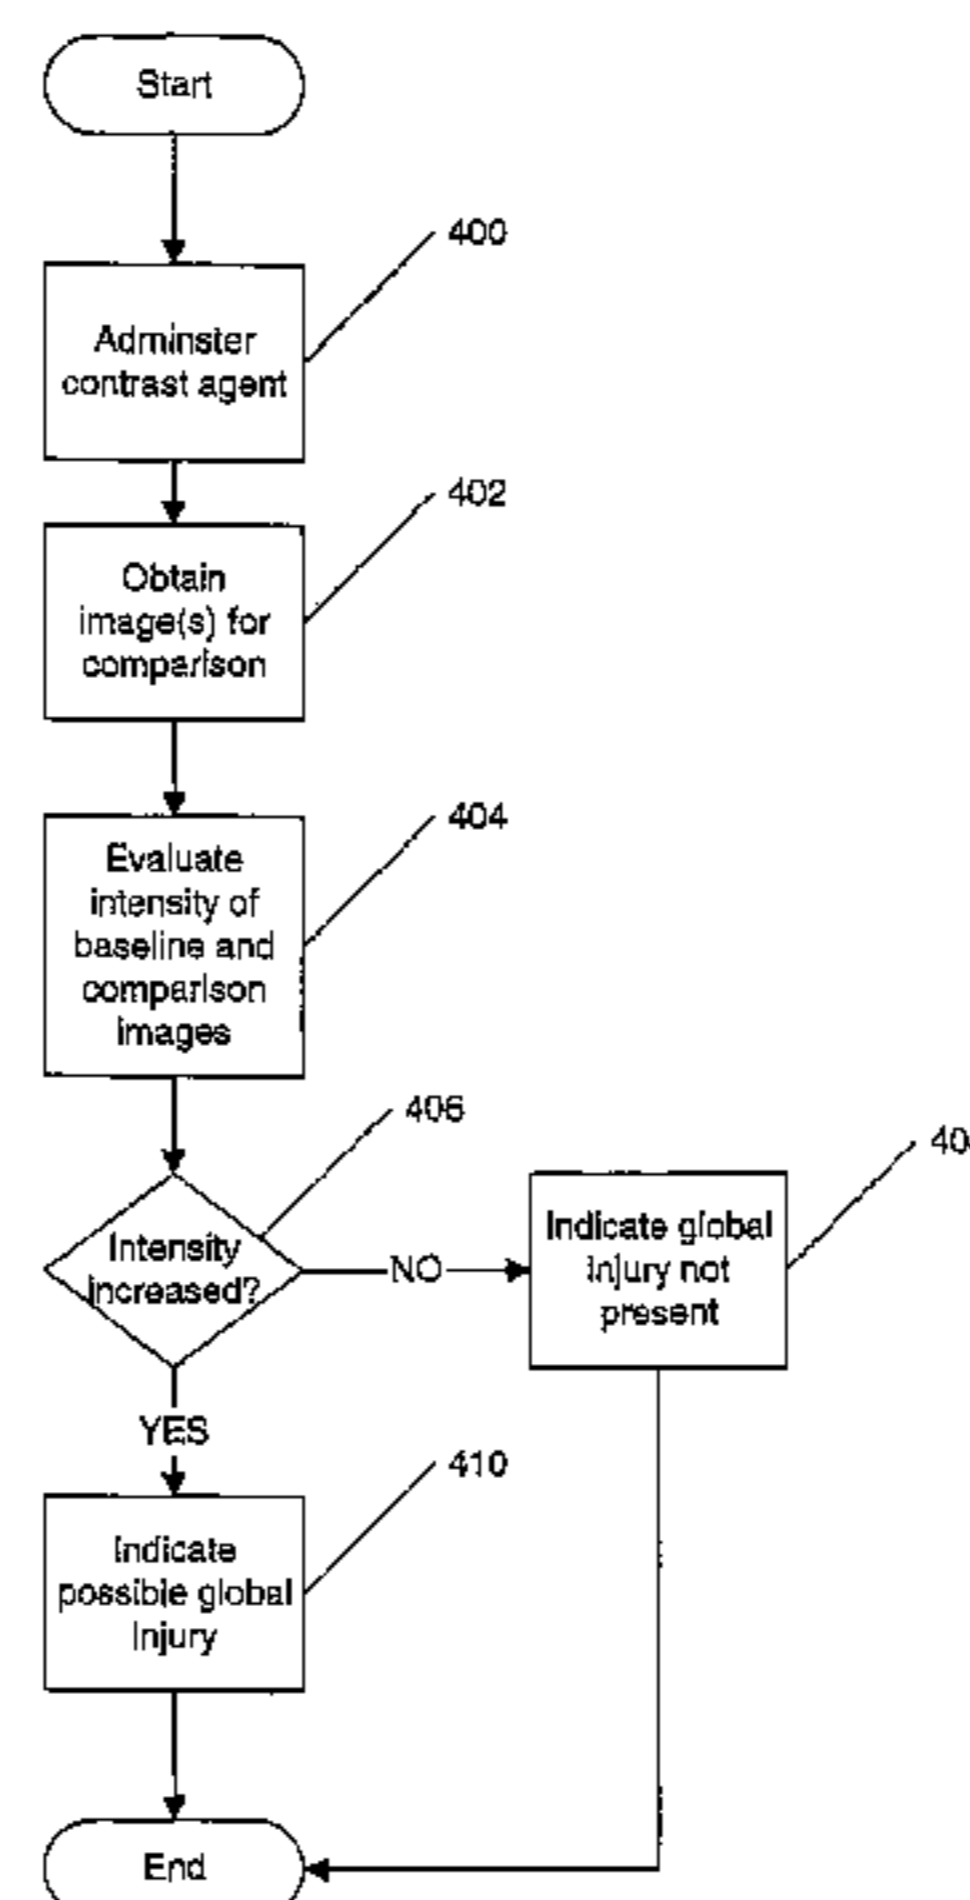 Start
400
Adminster
contrast agent
402
Obtain
image(s) for
comparison
404
Evaluate
intensity of
baseline and
comparison
images
406
Intensity
increased?
NO
Indicate global
injury not
present
YES
410
Indicate
possible global
injury
End